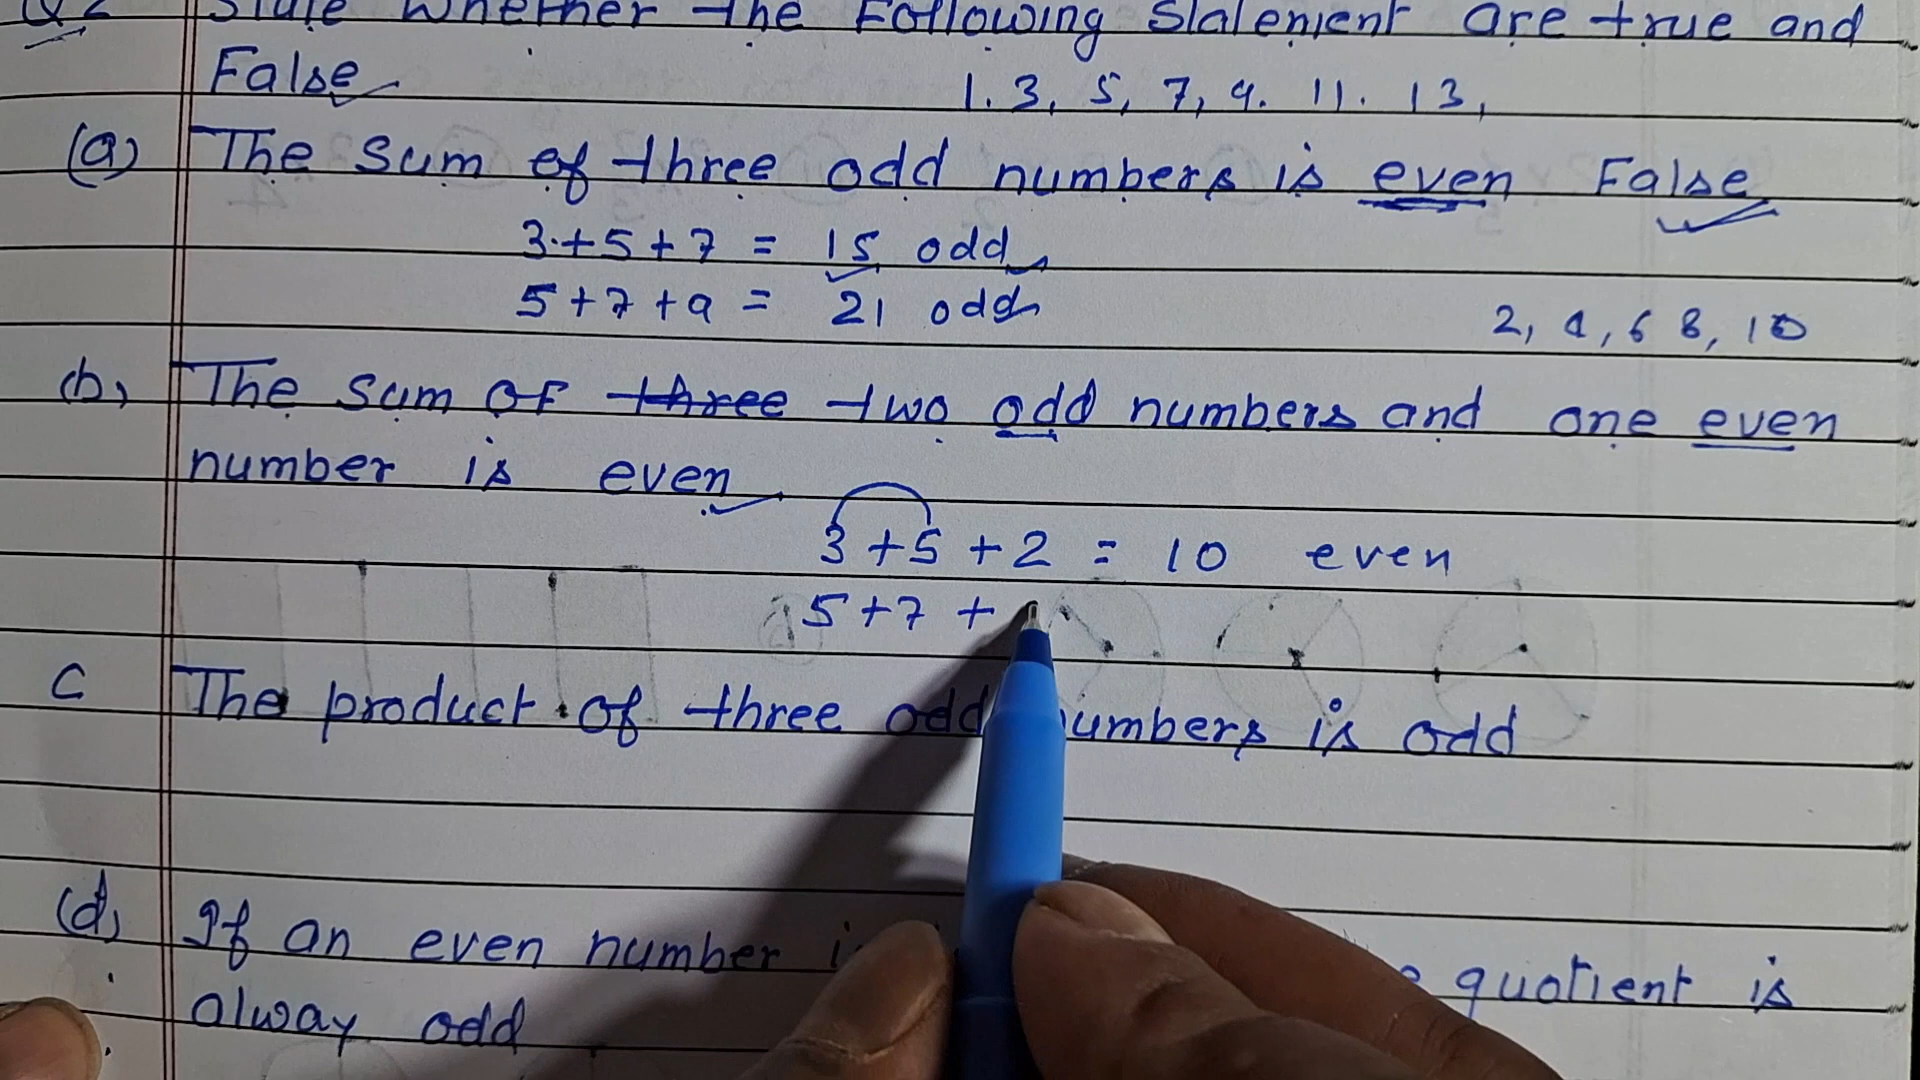 State Whether the Following Statement are true and
False
1. 3, 5, 7, 9. 11. 13,
(a) The Sum of three odd numbers is even False
3+5+7 = 15 odd
5+7+9 = 21 odd
2, 4, 6 8, 10
(b) The Sum OF three two odd numbers and one even
number is even
3+5+2 = 10 even
5+7 +
C The product of three odd numbers is odd
(d) If an even number quotient is
alway odd